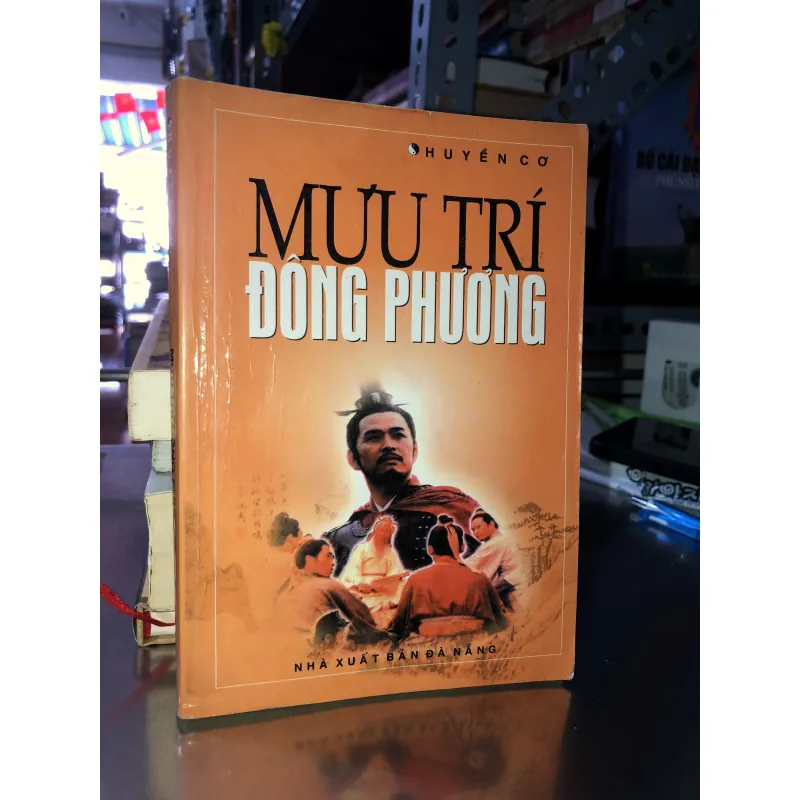 HUYỀN CƠ
MƯU TRÍ
ĐÔNG PHƯƠNG
NHÀ XUẤT BẢN ĐÀ NẴNG